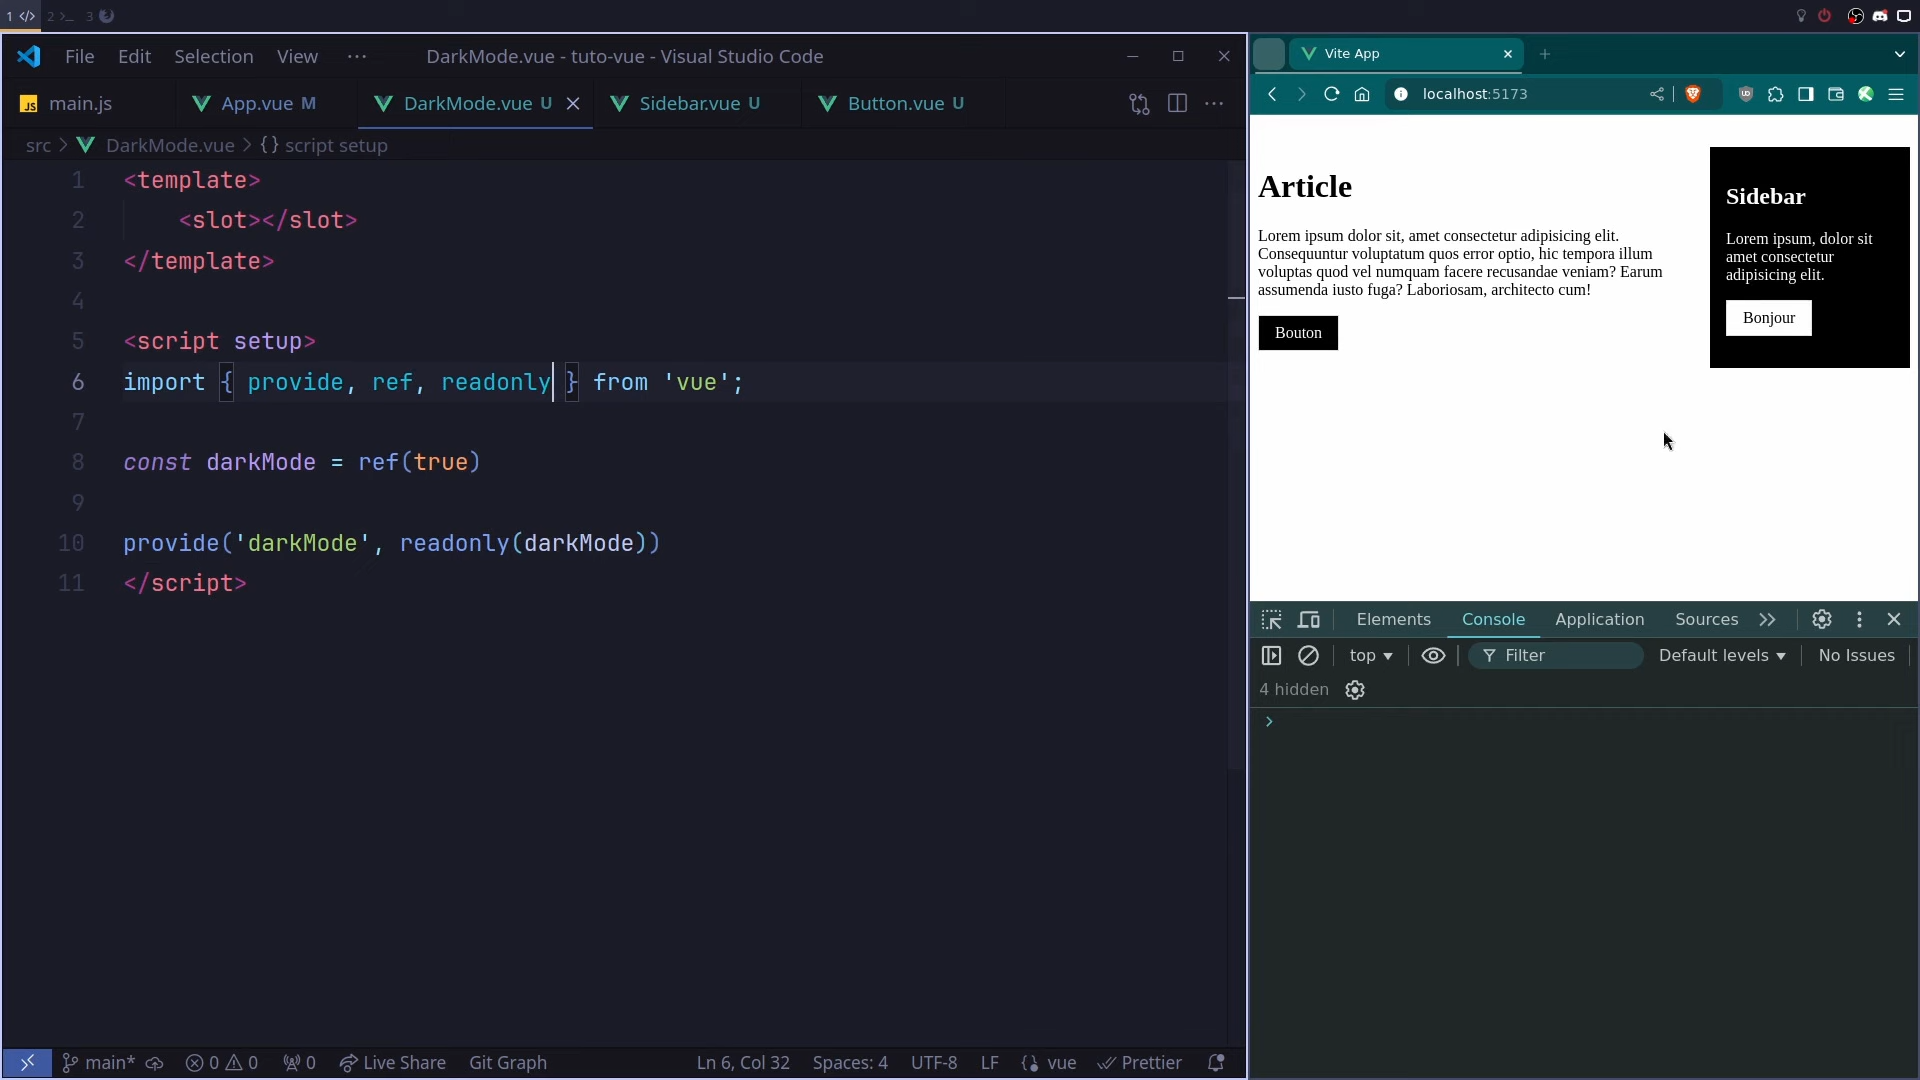 1 </> 2 >_ 3
File Edit Selection View ··· DarkMode.vue - tuto-vue - Visual Studio Code
JS main.js App.vue M DarkMode.vue U Sidebar.vue U Button.vue U
src > DarkMode.vue > {} script setup
1 <template>
2 <slot></slot>
3 </template>
4
5 <script setup>
6 import { provide, ref, readonly } from 'vue';
7
8 const darkMode = ref(true)
9
10 provide('darkMode', readonly(darkMode))
11 </script>
main* 0 0 0 Live Share Git Graph Ln 6, Col 32 Spaces: 4 UTF-8 LF {} vue Prettier
Vite App
localhost:5173
Article
Lorem ipsum dolor sit, amet consectetur adipisicing elit.
Consequuntur voluptatum quos error optio, hic tempora illum
voluptas quod vel numquam facere recusandae veniam? Earum
assumenda iusto fuga? Laboriosam, architecto cum!
Bouton
Sidebar
Lorem ipsum, dolor sit
amet consectetur
adipisicing elit.
Bonjour
Elements Console Application Sources
top Filter Default levels No Issues
4 hidden
>